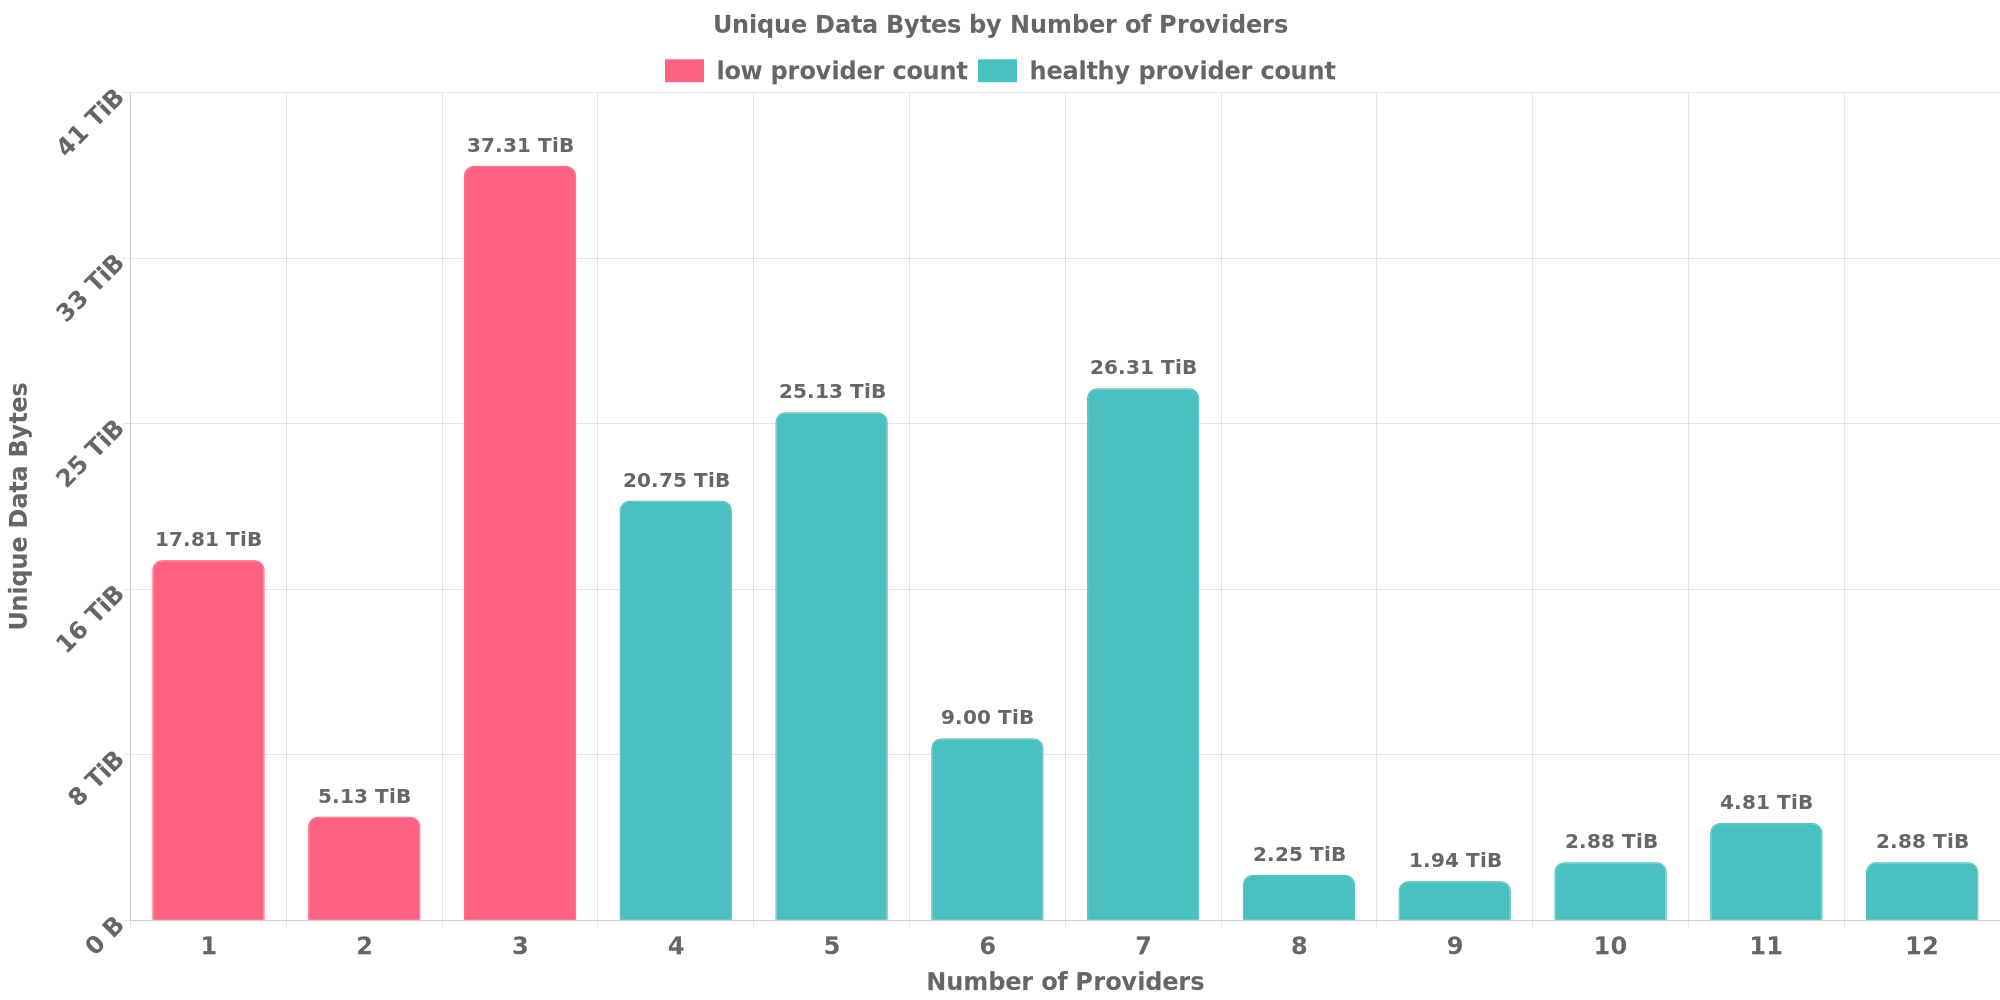 Unique Data Bytes by Number of Providers
low provider count healthy provider count
41 TiB
33 TiB
25 TiB
16 TiB
8 TiB
0 B
Unique Data Bytes
17.81 TiB
5.13 TiB
37.31 TiB
20.75 TiB
25.13 TiB
9.00 TiB
26.31 TiB
2.25 TiB
1.94 TiB
2.88 TiB
4.81 TiB
2.88 TiB
1 2 3 4 5 6 7 8 9 10 11 12
Number of Providers